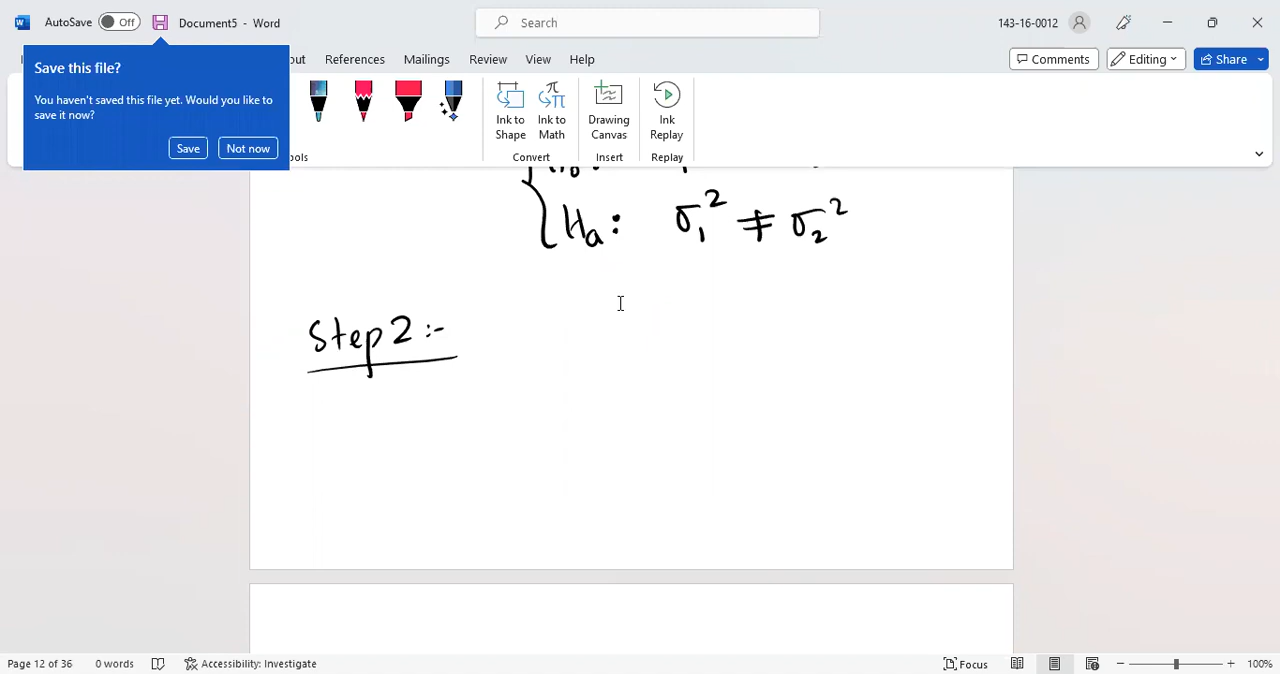 AutoSave Off Document5 - Word Search 143-16-0012
References Mailings Review View Help Comments Editing Share
Save this file?
You haven't saved this file yet. Would you like to
save it now?
Save Not now
Ink to Shape
Ink to Math
Drawing Canvas
Ink Replay
Convert Insert Replay
Hₐ: σ₁² ≠ σ₂²
Step 2 :-
Page 12 of 36 0 words Accessibility: Investigate Focus 100%